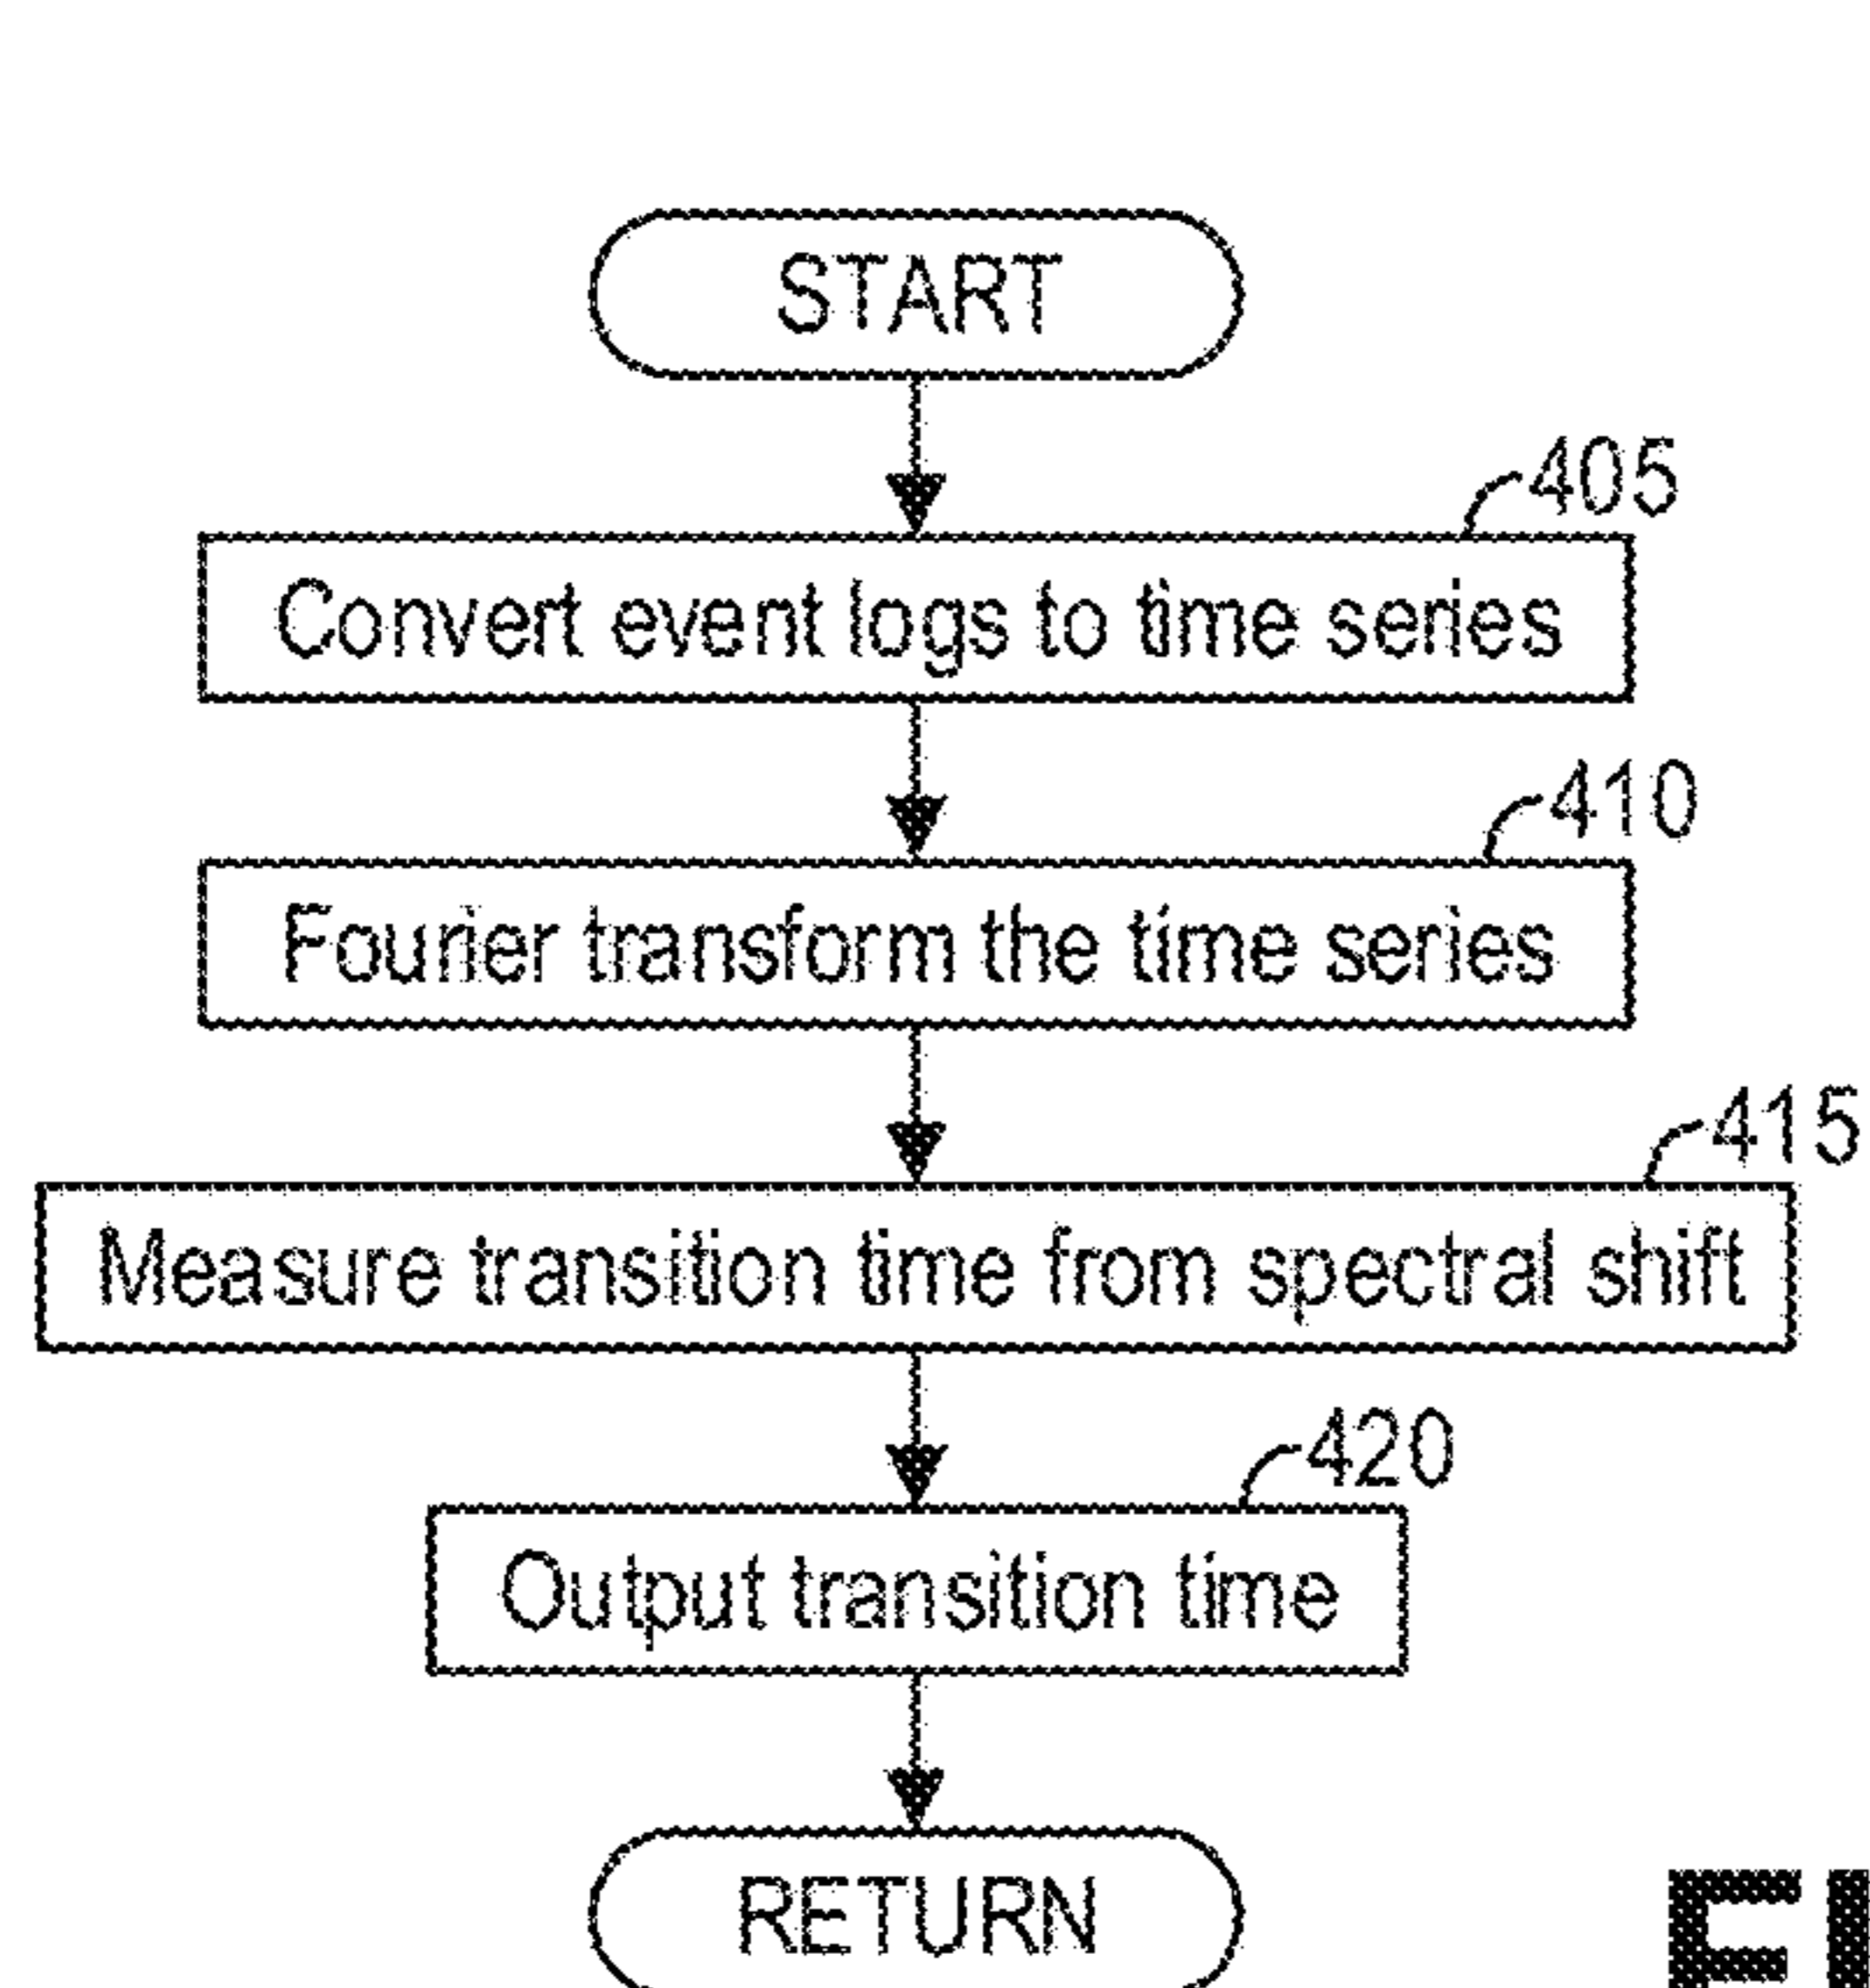 START
405
Convert event logs to time series
410
Fourier transform the time series
415
Measure transition time from spectral shift
420
Output transition time
RETURN